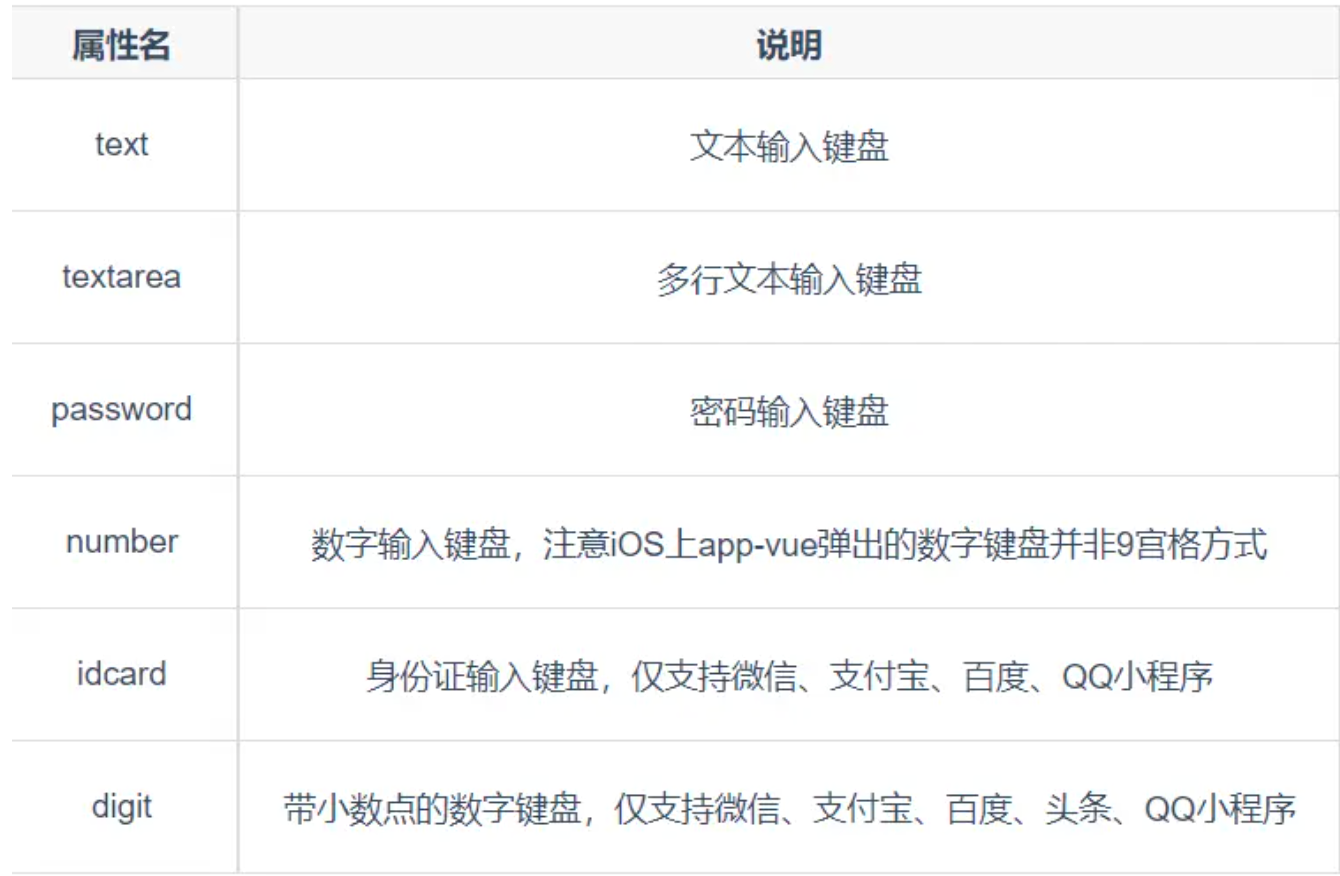 属性名 说明
text 文本输入键盘
textarea 多行文本输入键盘
password 密码输入键盘
number 数字输入键盘，注意iOS上app-vue弹出的数字键盘并非9宫格方式
idcard 身份证输入键盘，仅支持微信、支付宝、百度、QQ小程序
digit 带小数点的数字键盘，仅支持微信、支付宝、百度、头条、QQ小程序